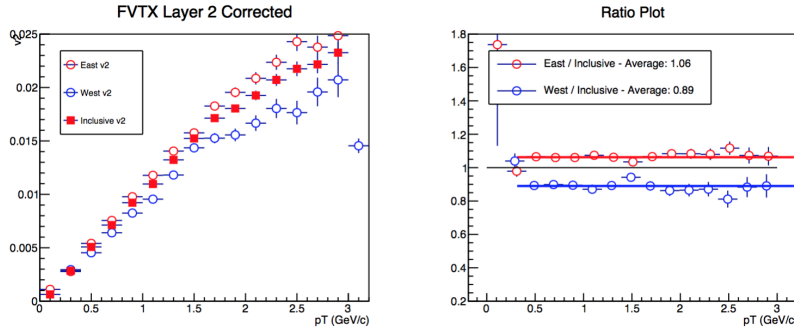 FVTX Layer 2 Corrected
v2
0.025
0.02
0.015
0.01
0.005
0
East v2
West v2
Inclusive v2
0 0.5 1 1.5 2 2.5 3
pT (GeV/c)
Ratio Plot
1.8
1.6
1.4
1.2
1
0.8
0.6
0.4
0.2
East / Inclusive - Average: 1.06
West / Inclusive - Average: 0.89
0 0.5 1 1.5 2 2.5 3
pT (GeV/c)